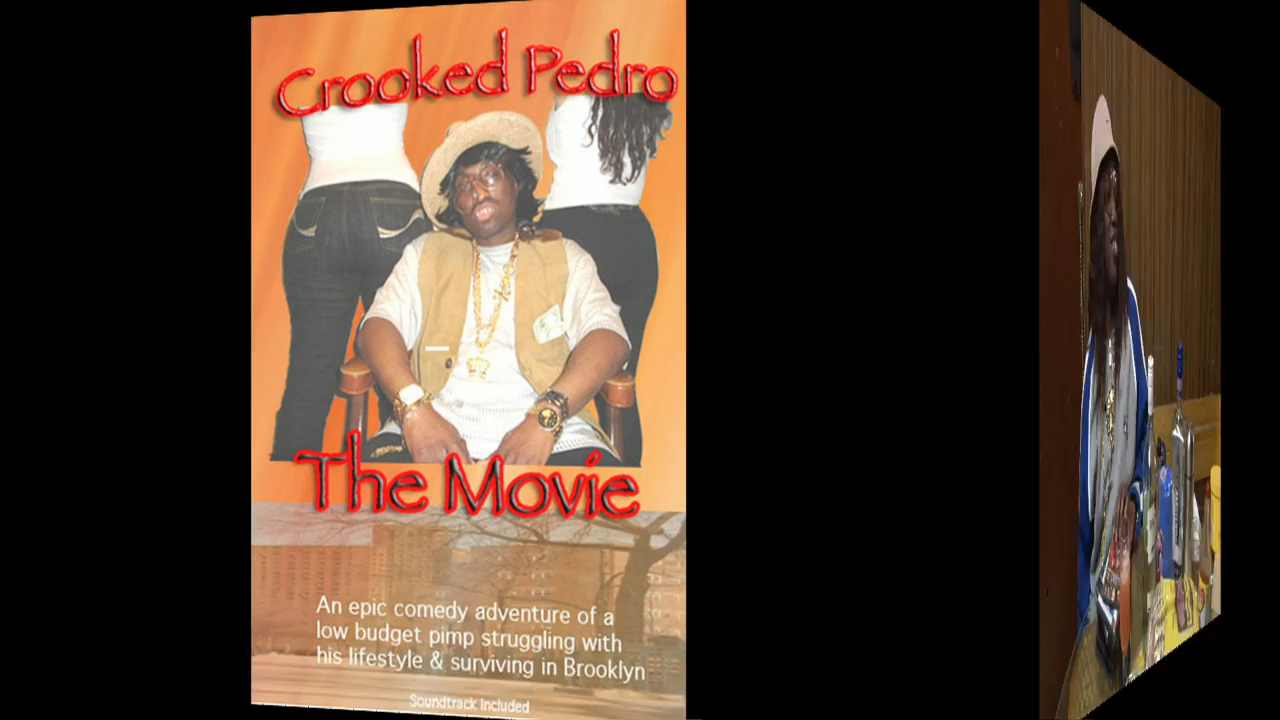 Crooked Pedro
The Movie
An epic comedy adventure of a
low budget pimp struggling with
his lifestyle & surviving in Brooklyn
Soundtrack Included